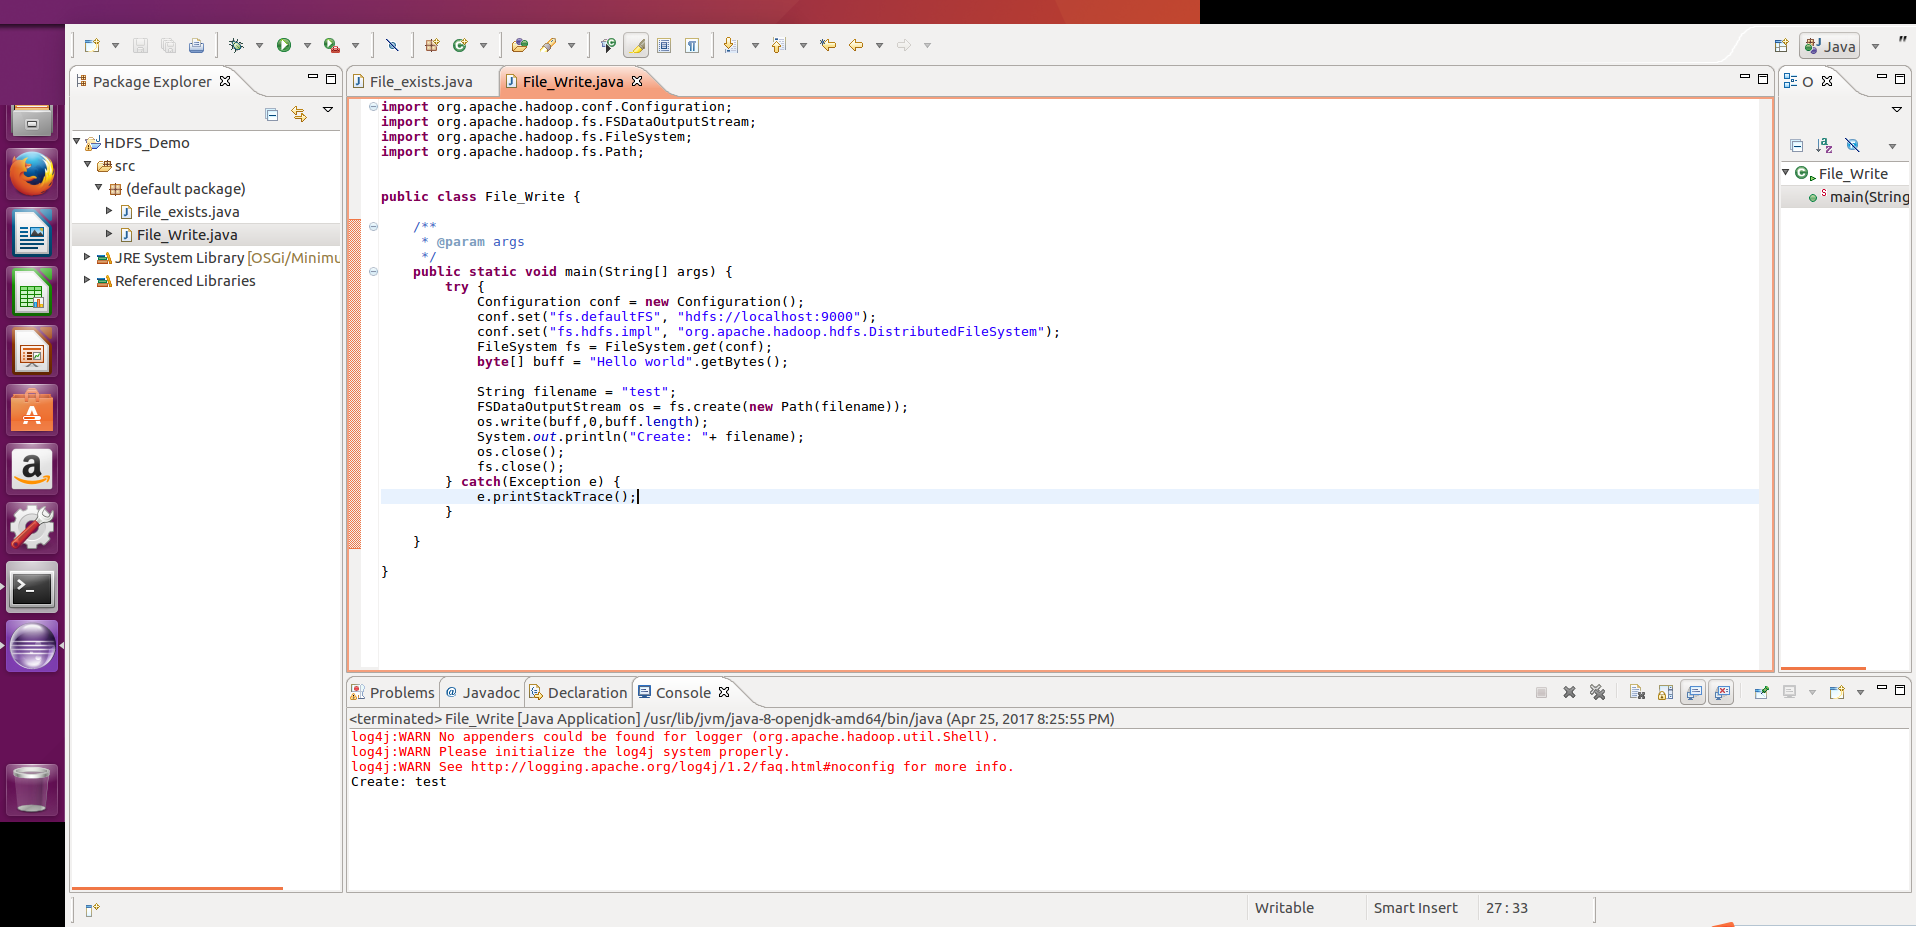 Java
Package Explorer
HDFS_Demo
src
(default package)
File_exists.java
File_Write.java
JRE System Library [OSGi/Minimu
Referenced Libraries
File_exists.java
File_Write.java
import org.apache.hadoop.conf.Configuration;
import org.apache.hadoop.fs.FSDataOutputStream;
import org.apache.hadoop.fs.FileSystem;
import org.apache.hadoop.fs.Path;
public class File_Write {
/**
* @param args
*/
public static void main(String[] args) {
try {
Configuration conf = new Configuration();
conf.set("fs.defaultFS", "hdfs://localhost:9000");
conf.set("fs.hdfs.impl", "org.apache.hadoop.hdfs.DistributedFileSystem");
FileSystem fs = FileSystem.get(conf);
byte[] buff = "Hello world".getBytes();
String filename = "test";
FSDataOutputStream os = fs.create(new Path(filename));
os.write(buff,0,buff.length);
System.out.println("Create: "+ filename);
os.close();
fs.close();
} catch(Exception e) {
e.printStackTrace();
}
}
}
O
File_Write
main(String
Problems
@ Javadoc
Declaration
Console
<terminated> File_Write [Java Application] /usr/lib/jvm/java-8-openjdk-amd64/bin/java (Apr 25, 2017 8:25:55 PM)
log4j:WARN No appenders could be found for logger (org.apache.hadoop.util.Shell).
log4j:WARN Please initialize the log4j system properly.
log4j:WARN See http://logging.apache.org/log4j/1.2/faq.html#noconfig for more info.
Create: test
Writable
Smart Insert
27 : 33